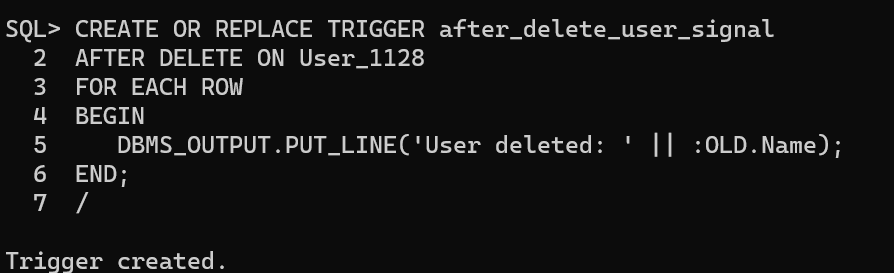 SQL> CREATE OR REPLACE TRIGGER after_delete_user_signal
  2  AFTER DELETE ON User_1128
  3  FOR EACH ROW
  4  BEGIN
  5     DBMS_OUTPUT.PUT_LINE('User deleted: ' || :OLD.Name);
  6  END;
  7  /
Trigger created.